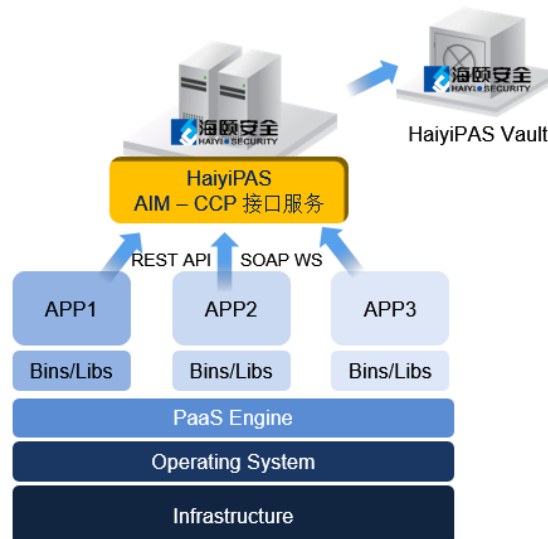 海颐安全
HAIYI SECURITY
HaiyiPAS Vault
海颐安全
HAIYI SECURITY
HaiyiPAS
AIM – CCP 接口服务
REST API
SOAP WS
APP1
APP2
APP3
Bins/Libs
Bins/Libs
Bins/Libs
PaaS Engine
Operating System
Infrastructure